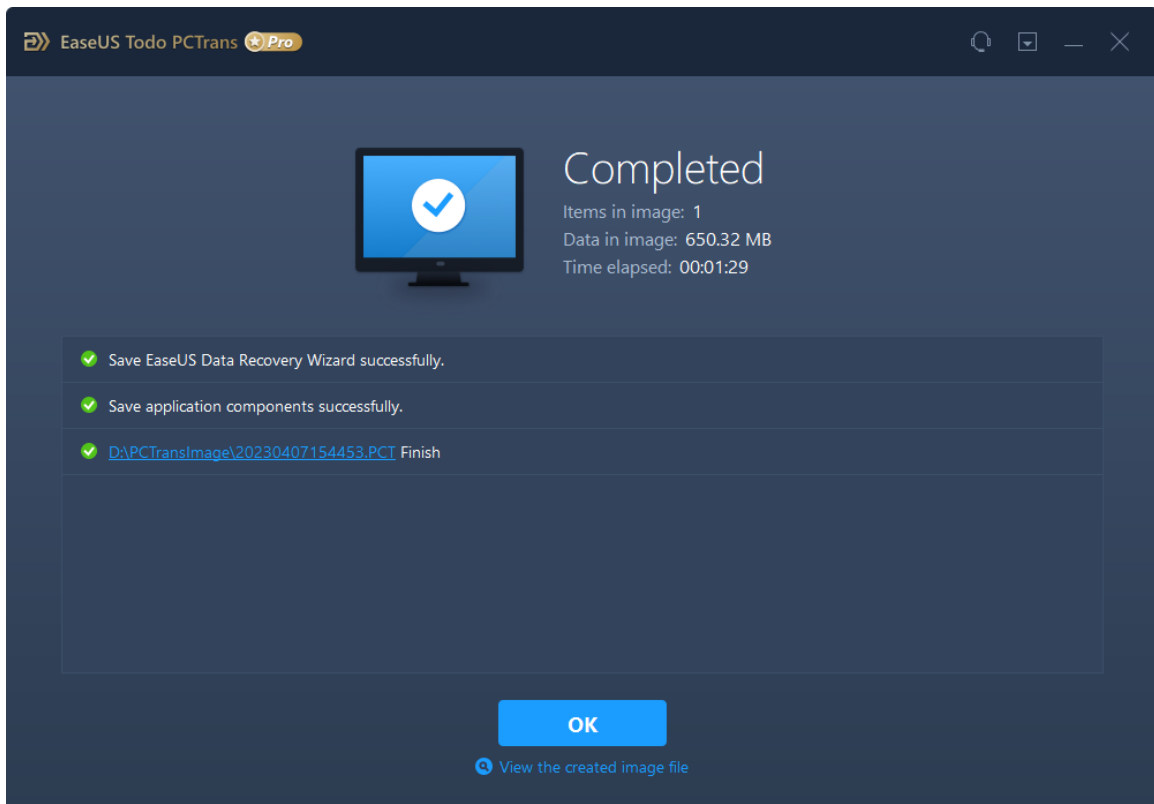 EaseUS Todo PCTrans Pro
Completed
Items in image: 1
Data in image: 650.32 MB
Time elapsed: 00:01:29
Save EaseUS Data Recovery Wizard successfully.
Save application components successfully.
D:\PCTransImage\20230407154453.PCT Finish
OK
View the created image file